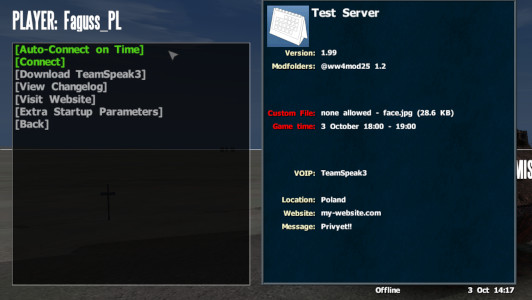 PLAYER: Faguss_PL
[Auto-Connect on Time]
[Connect]
[Download TeamSpeak3]
[View Changelog]
[Visit Website]
[Extra Startup Parameters]
[Back]
Test Server
Version: 1.99
Modfolders: @ww4mod25 1.2
Custom File: none allowed - face.jpg (28.6 KB)
Game time: 3 October 18:00 - 19:00
VOIP: TeamSpeak3
Location: Poland
Website: my-website.com
Message: Privyet!!
MIS
Offline 3 Oct 14:17